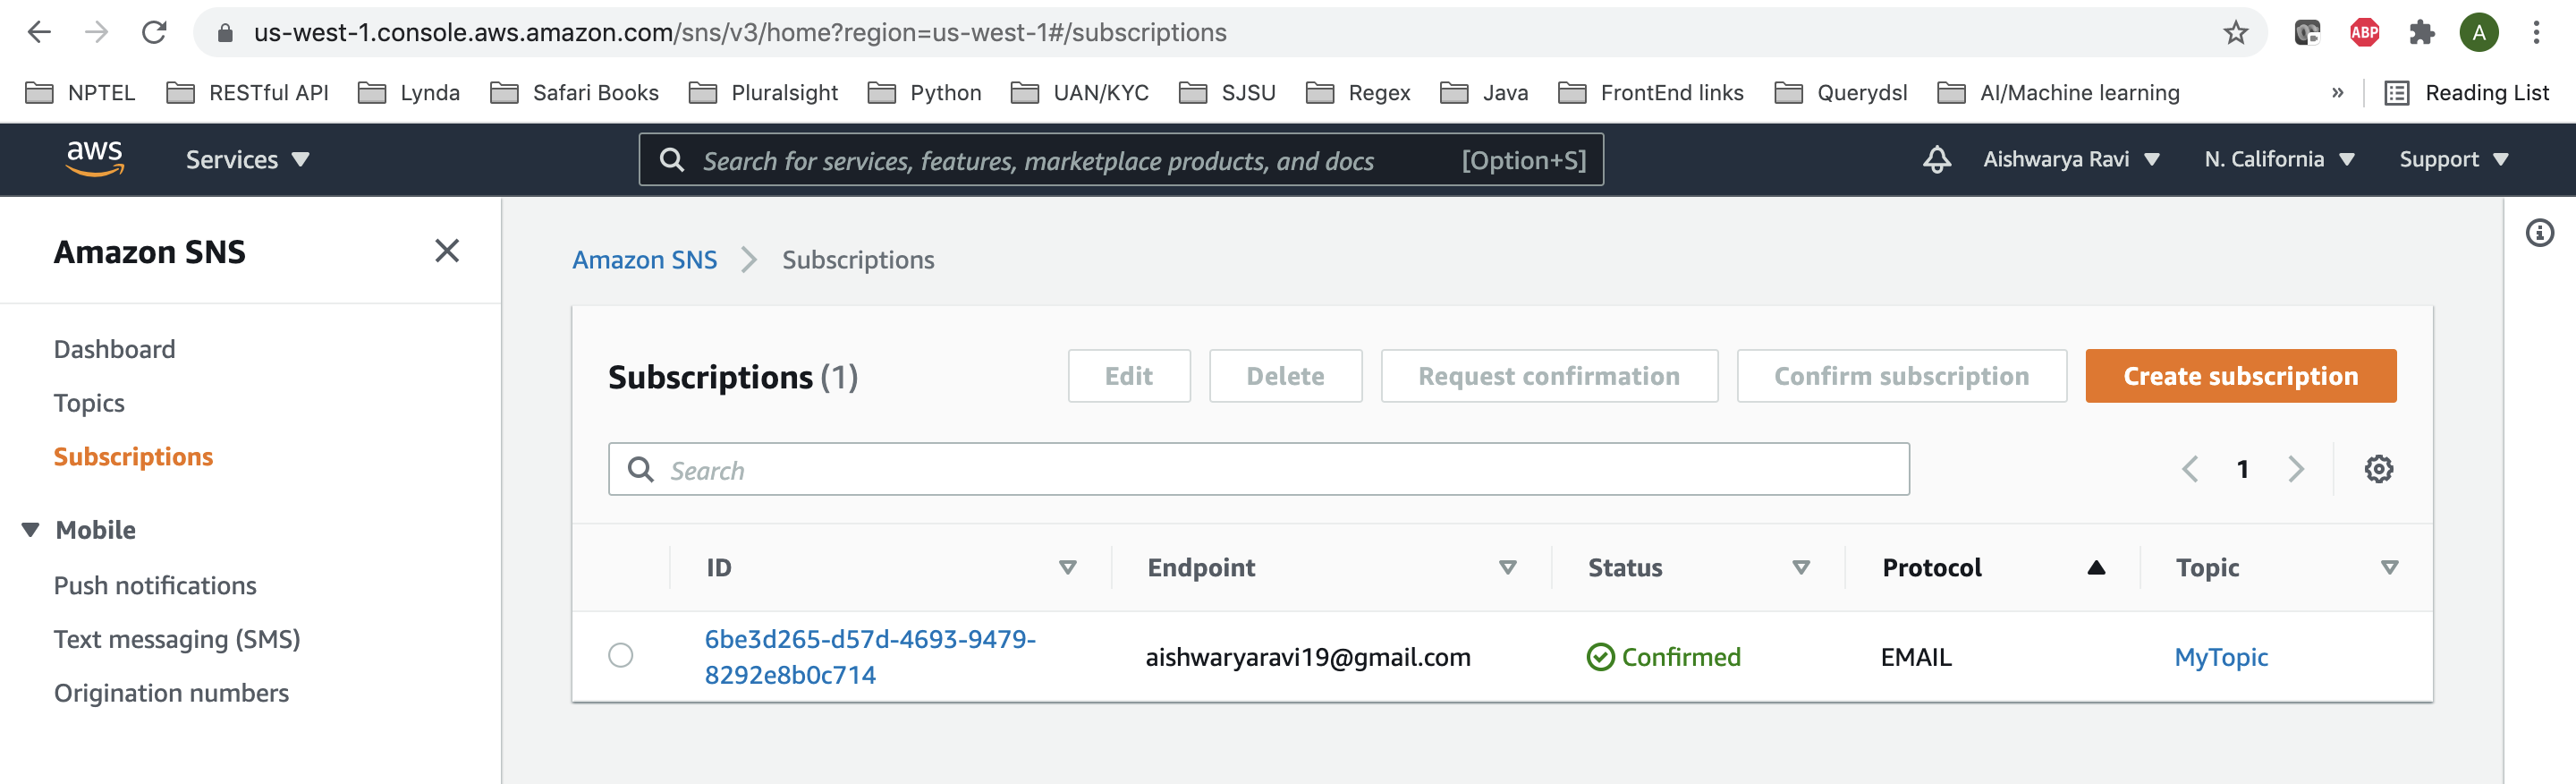 us-west-1.console.aws.amazon.com/sns/v3/home?region=us-west-1#/subscriptions
ABP
A
NPTEL RESTful API Lynda Safari Books Pluralsight Python UAN/KYC SJSU Regex Java FrontEnd links Querydsl AI/Machine learning » Reading List
aws Services Search for services, features, marketplace products, and docs [Option+S] Aishwarya Ravi N. California Support
Amazon SNS
Dashboard
Topics
Subscriptions
Mobile
Push notifications
Text messaging (SMS)
Origination numbers
Amazon SNS Subscriptions
Subscriptions (1) Edit Delete Request confirmation Confirm subscription Create subscription
Search 1
ID Endpoint Status Protocol Topic
6be3d265-d57d-4693-9479-
8292e8b0c714 aishwaryaravi19@gmail.com Confirmed EMAIL MyTopic